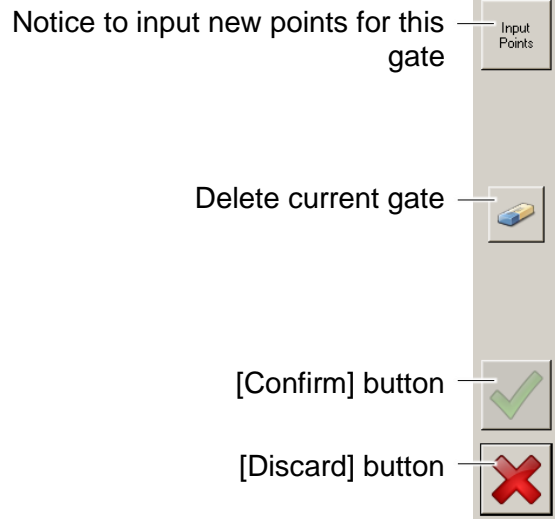 Notice to input new points for this
gate
Input
Points
Delete current gate
[Confirm] button
[Discard] button